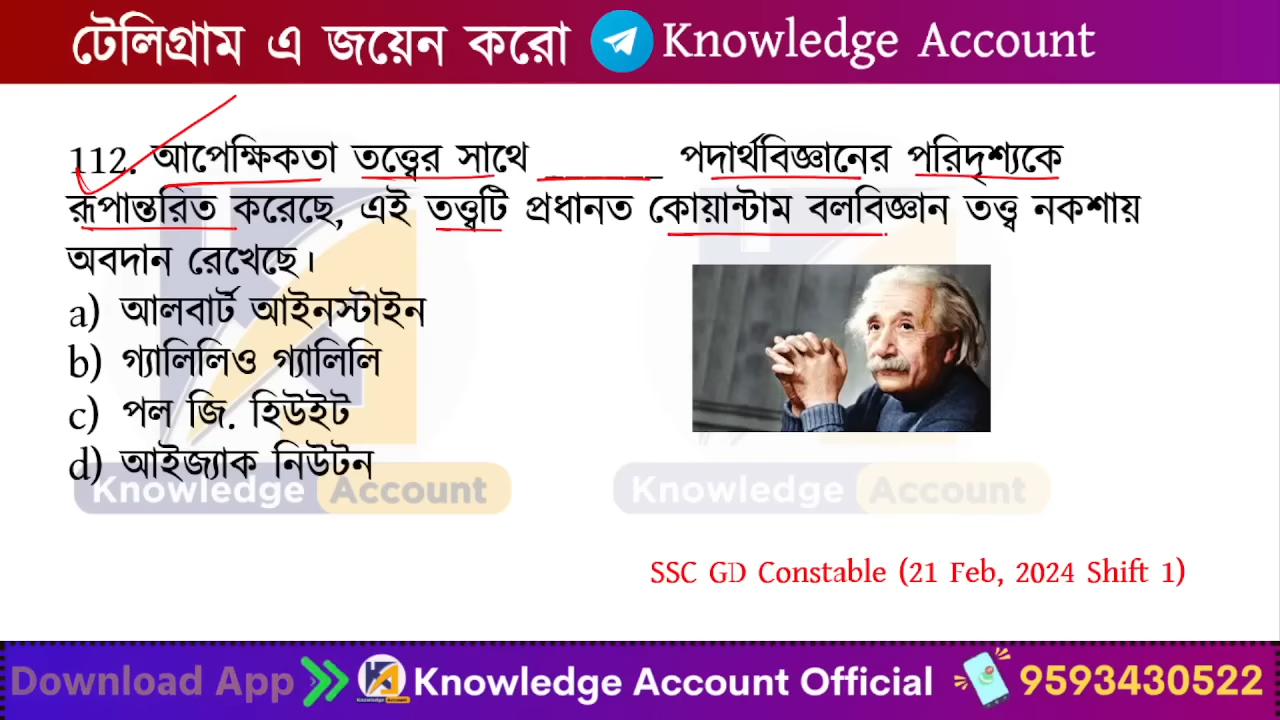 টেলিগ্রাম এ জয়েন করো Knowledge Account
112. আপেক্ষিকতা তত্ত্বের সাথে ______ পদার্থবিজ্ঞানের পরিদৃশ্যকে
রূপান্তরিত করেছে, এই তত্ত্বটি প্রধানত কোয়ান্টাম বলবিজ্ঞান তত্ত্ব নকশায়
অবদান রেখেছে।
a) আলবার্ট আইনস্টাইন
b) গ্যালিলিও গ্যালিলি
c) পল জি. হিউইট
d) আইজ্যাক নিউটন
Knowledge Account Knowledge Account
SSC GD Constable (21 Feb, 2024 Shift 1)
Download App Knowledge Account Official 9593430522